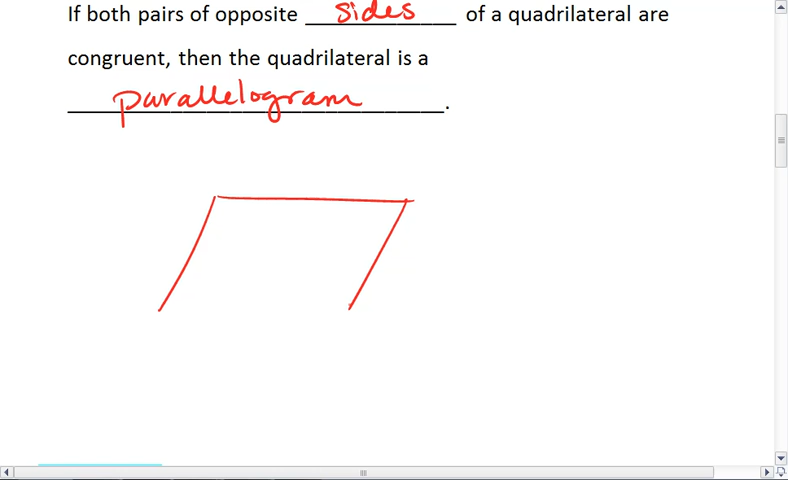 If both pairs of opposite sides of a quadrilateral are
congruent, then the quadrilateral is a
parallelogram.